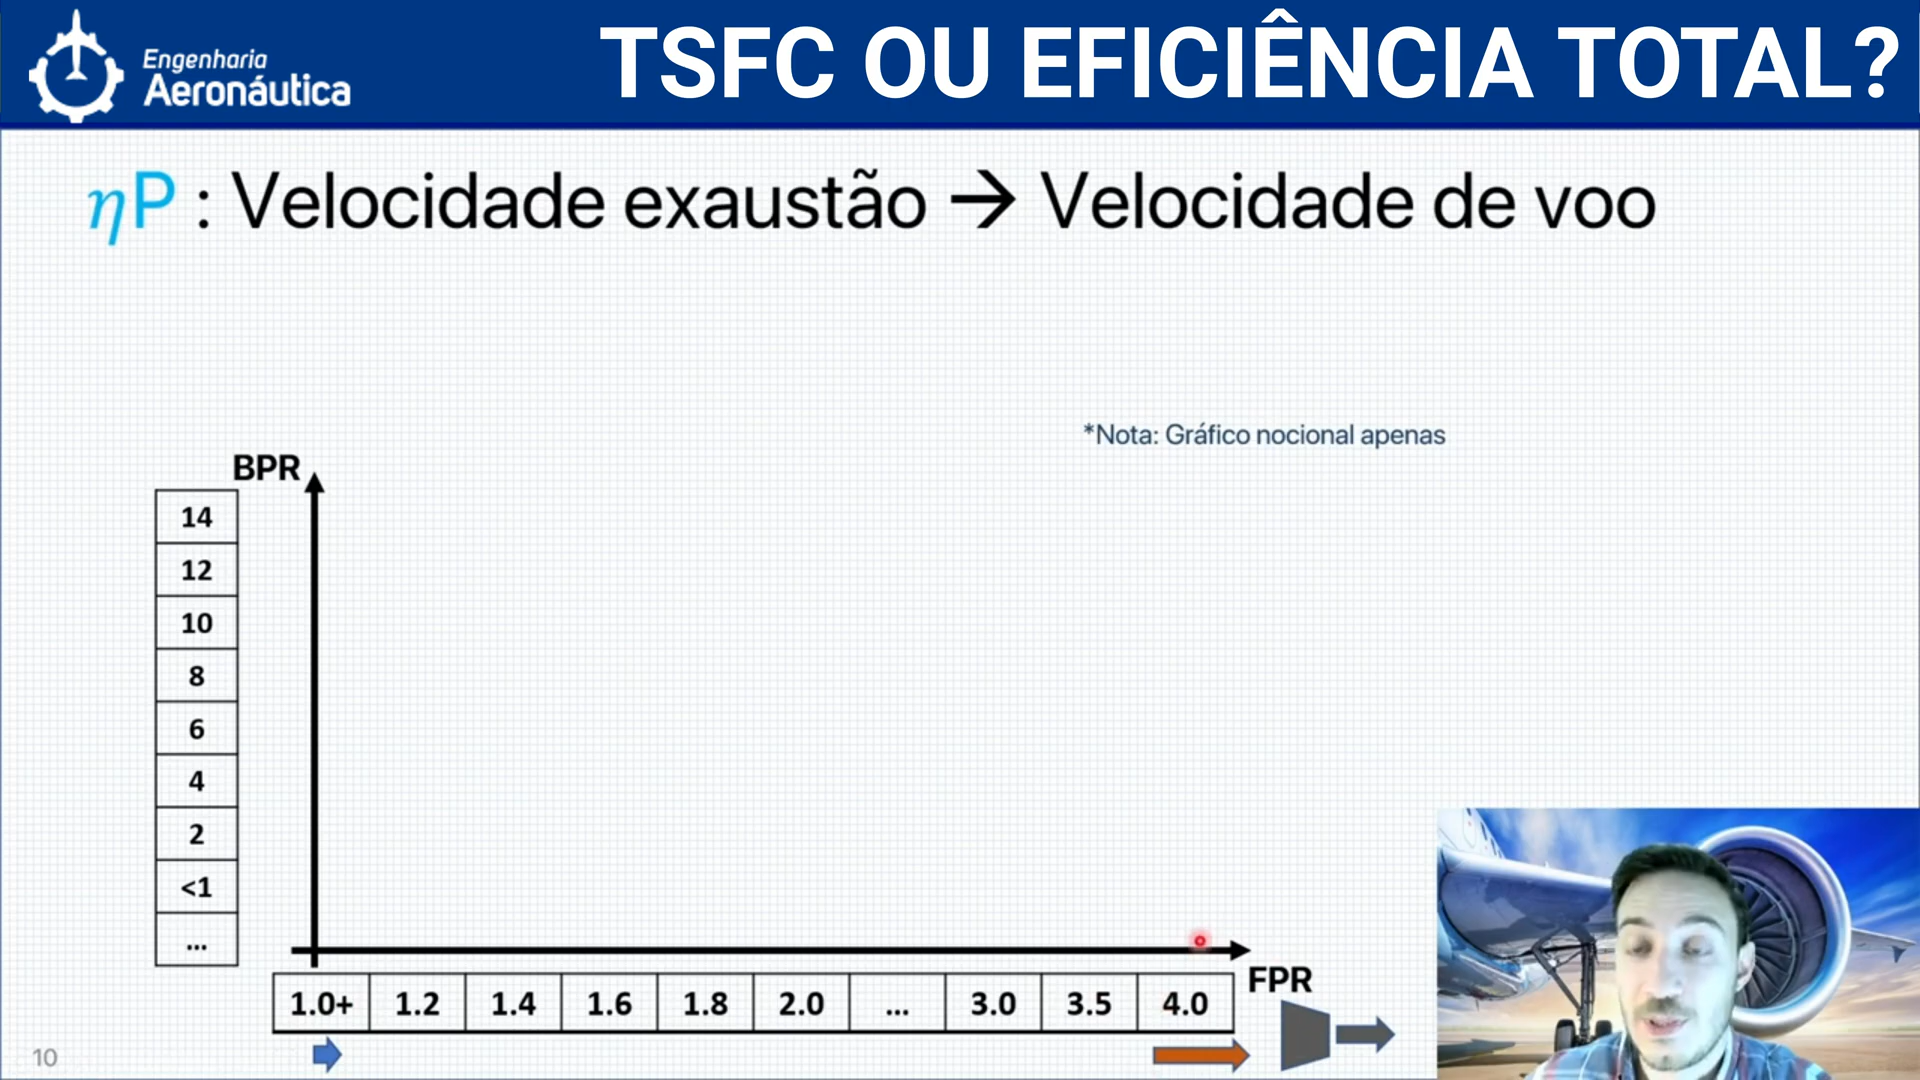 Engenharia
Aeronáutica
TSFC OU EFICIÊNCIA TOTAL?
ηP : Velocidade exaustão → Velocidade de voo
*Nota: Gráfico nocional apenas
BPR
14
12
10
8
6
4
2
<1
...
FPR
1.0+ 1.2 1.4 1.6 1.8 2.0 ... 3.0 3.5 4.0
10